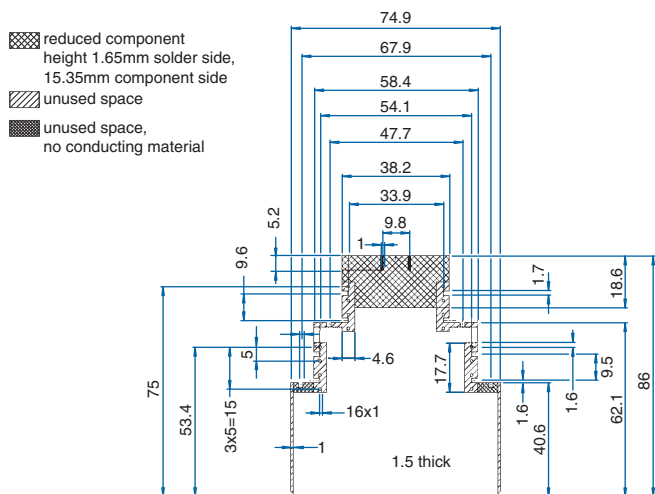 74.9
reduced component
height 1.65mm solder side,
15.35mm component side
67.9
58.4
unused space
54.1
unused space,
no conducting material
47.7
38.2
33.9
5.2
9.8
1
9.6
1.7
18.6
5
4.6
17.7
9.5
75
53.4
3x5=15
16x1
1.6
1.6
40.6
62.1
86
1
1.5 thick